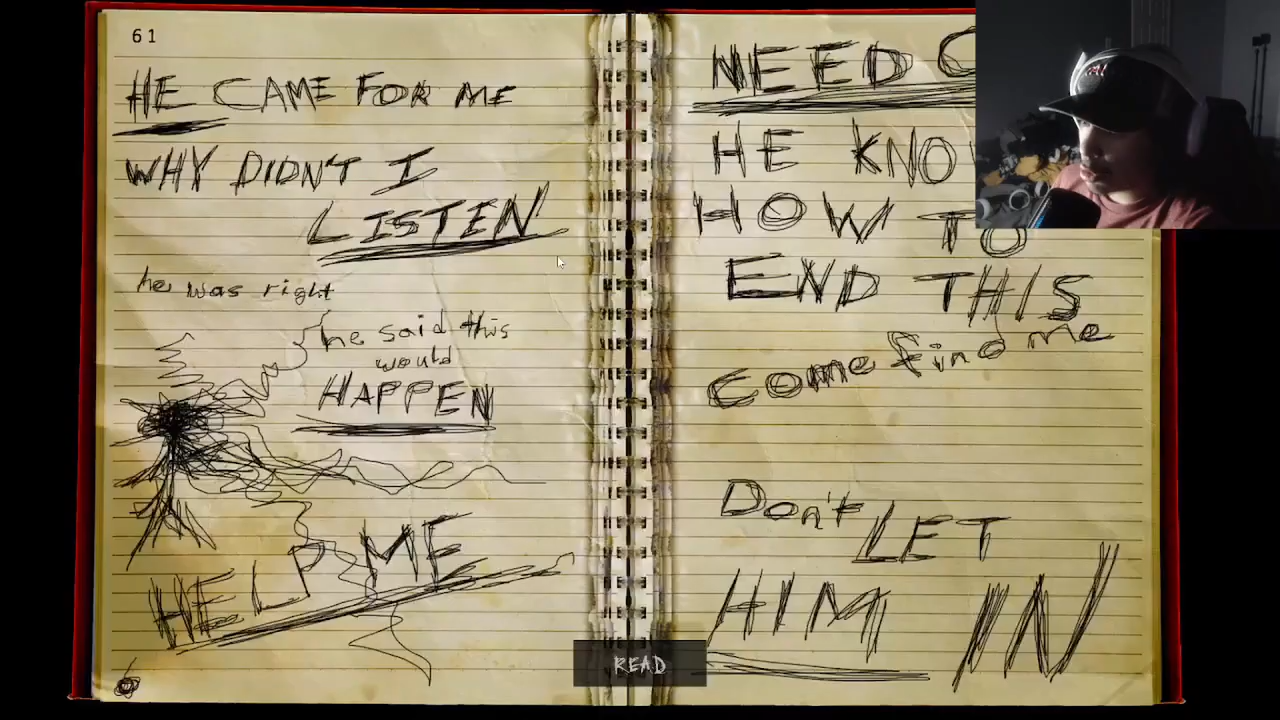 61
HE CAME FOR ME
WHY DIDN'T I
LISTEN
he was right
he said this
would
HAPPEN
HELP ME
NEED
HE
HOW TO
END THIS
come find me
Don't LET
HIM IN
READ